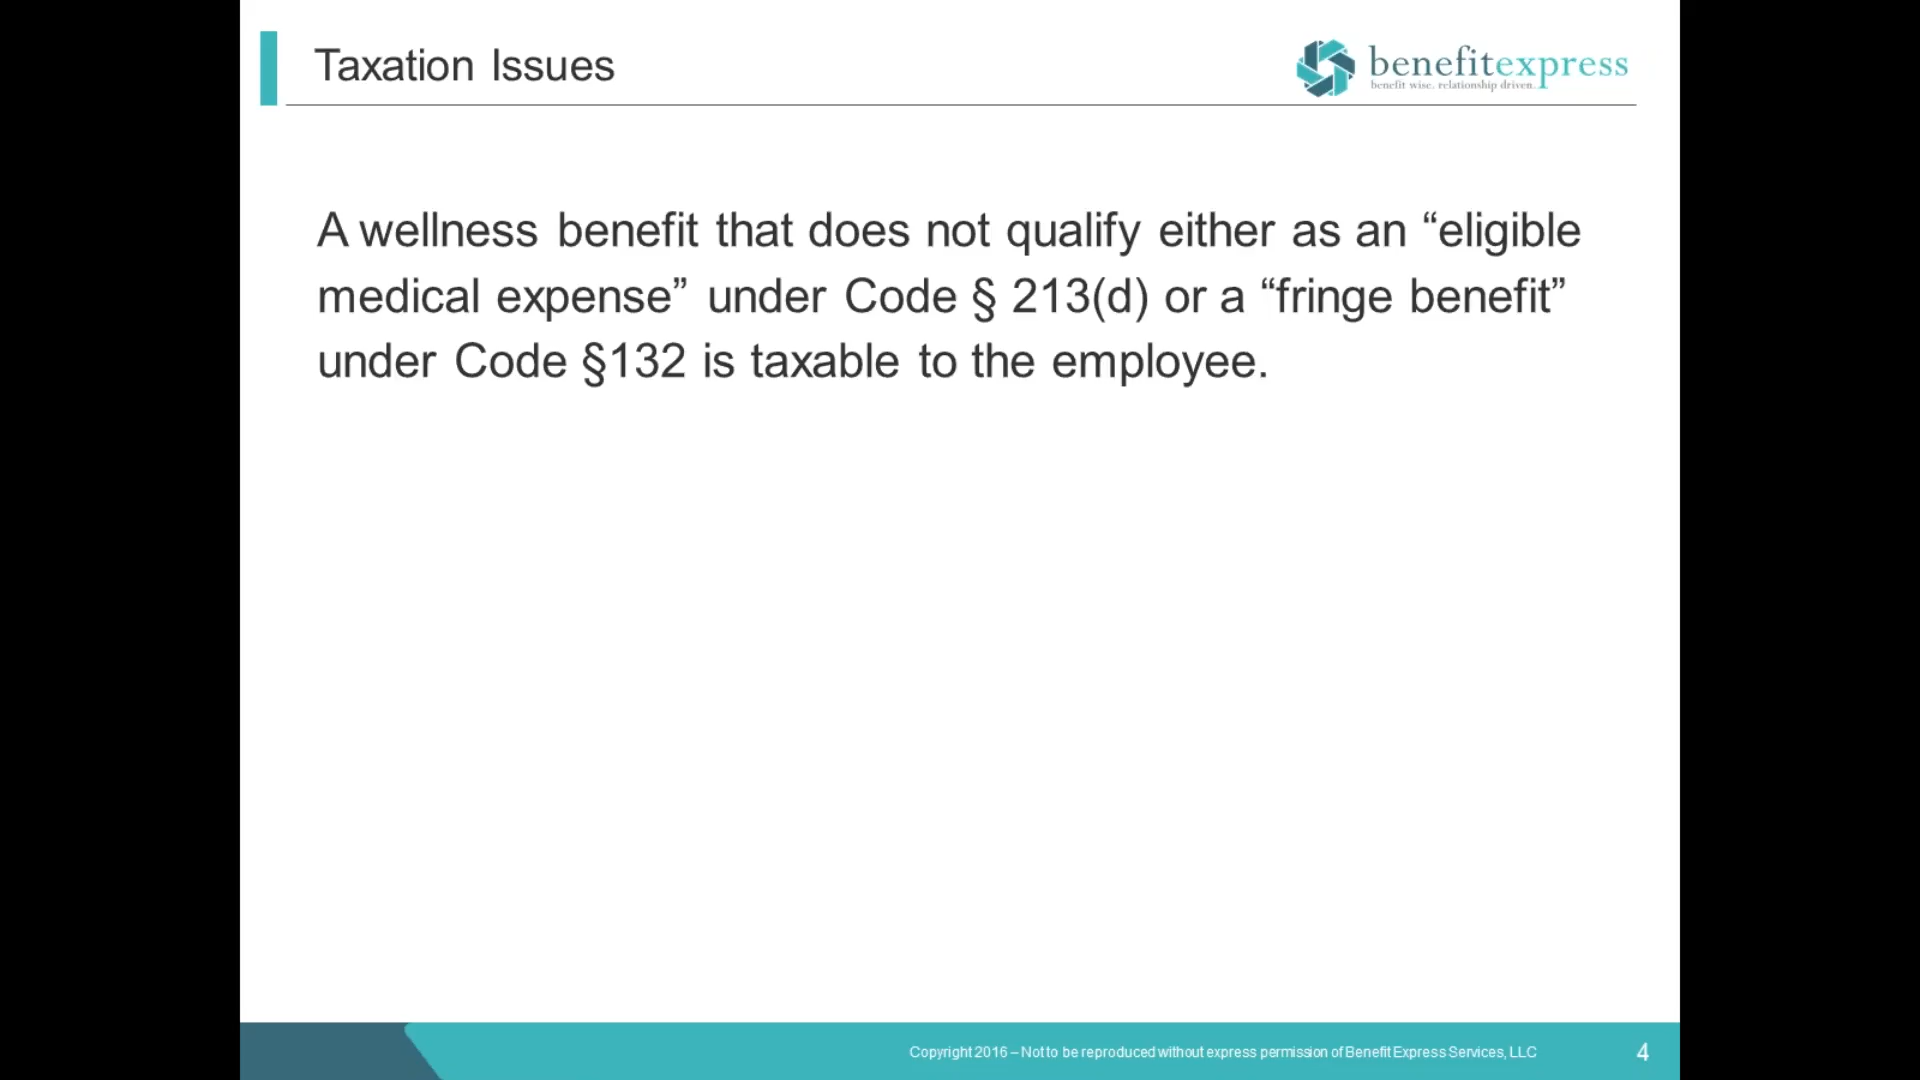 Taxation Issues
benefitexpress
benefit wise. relationship driven.
A wellness benefit that does not qualify either as an “eligible
medical expense” under Code § 213(d) or a “fringe benefit”
under Code §132 is taxable to the employee.
Copyright 2016 – Not to be reproduced without express permission of Benefit Express Services, LLC
4